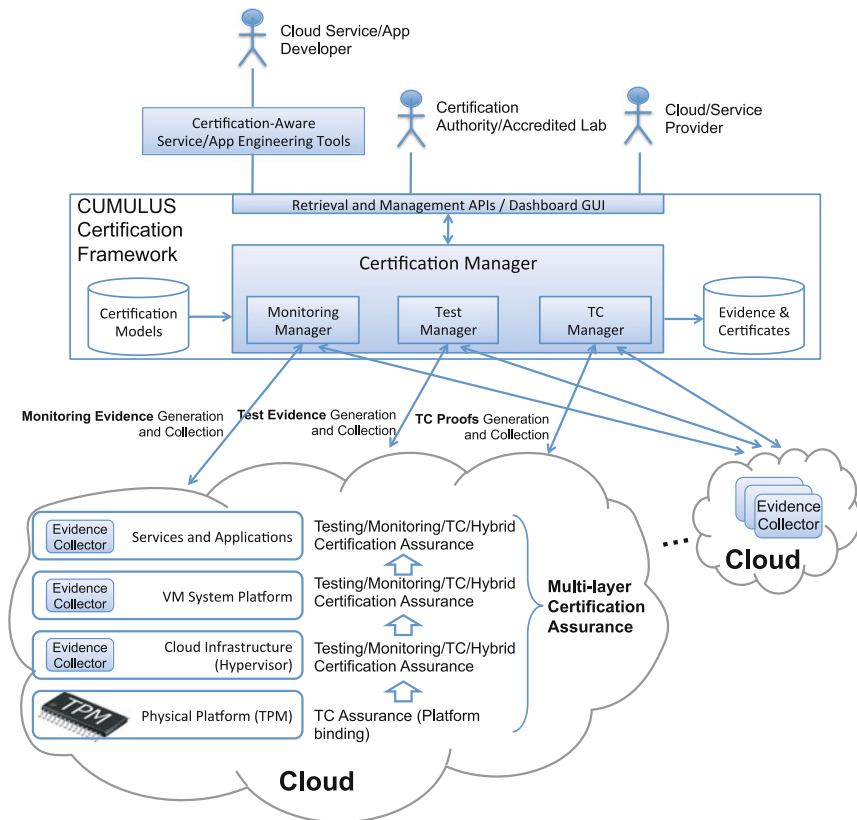 Cloud Service/App
Developer
Certification-Aware
Service/App Engineering Tools
Certification
Authority/Accredited Lab
Cloud/Service
Provider
Retrieval and Management APIs / Dashboard GUI
CUMULUS
Certification
Framework
Certification Manager
Certification
Models
Monitoring
Manager
Test
Manager
TC
Manager
Evidence &
Certificates
Monitoring Evidence Generation
and Collection
Test Evidence Generation
and Collection
TC Proofs Generation
and Collection
Evidence
Collector
Cloud
...
Evidence
Collector
Services and Applications
Testing/Monitoring/TC/Hybrid
Certification Assurance
Evidence
Collector
VM System Platform
Testing/Monitoring/TC/Hybrid
Certification Assurance
Evidence
Collector
Cloud Infrastructure
(Hypervisor)
Testing/Monitoring/TC/Hybrid
Certification Assurance
TPM
Physical Platform (TPM)
TC Assurance (Platform
binding)
Multi-layer
Certification
Assurance
Cloud